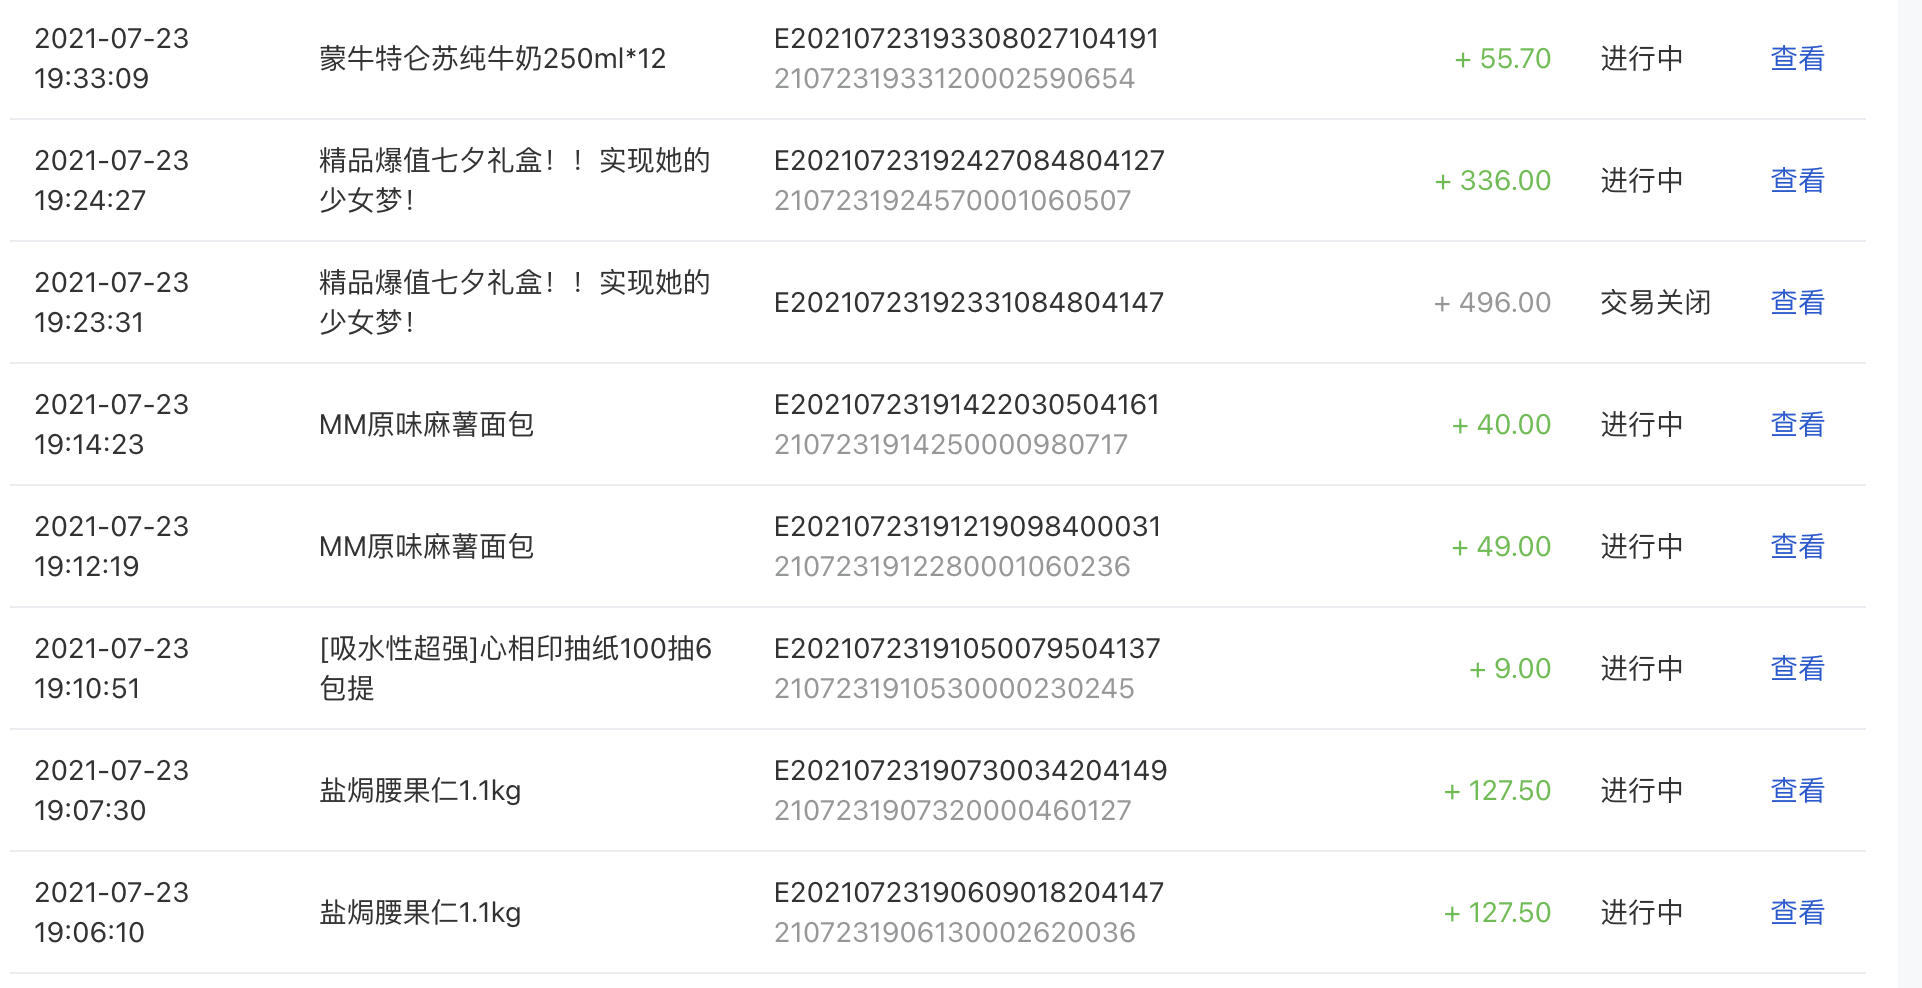 2021-07-23
19:33:09
蒙牛特仑苏纯牛奶250ml*12
E20210723193308027104191
2107231933120002590654
+ 55.70
进行中
查看
2021-07-23
19:24:27
精品爆值七夕礼盒！！实现她的
少女梦！
E20210723192427084804127
2107231924570001060507
+ 336.00
进行中
查看
2021-07-23
19:23:31
精品爆值七夕礼盒！！实现她的
少女梦！
E20210723192331084804147
+ 496.00
交易关闭
查看
2021-07-23
19:14:23
MM原味麻薯面包
E20210723191422030504161
2107231914250000980717
+ 40.00
进行中
查看
2021-07-23
19:12:19
MM原味麻薯面包
E20210723191219098400031
2107231912280001060236
+ 49.00
进行中
查看
2021-07-23
19:10:51
[吸水性超强]心相印抽纸100抽6
包提
E20210723191050079504137
2107231910530000230245
+ 9.00
进行中
查看
2021-07-23
19:07:30
盐焗腰果仁1.1kg
E20210723190730034204149
2107231907320000460127
+ 127.50
进行中
查看
2021-07-23
19:06:10
盐焗腰果仁1.1kg
E20210723190609018204147
2107231906130002620036
+ 127.50
进行中
查看